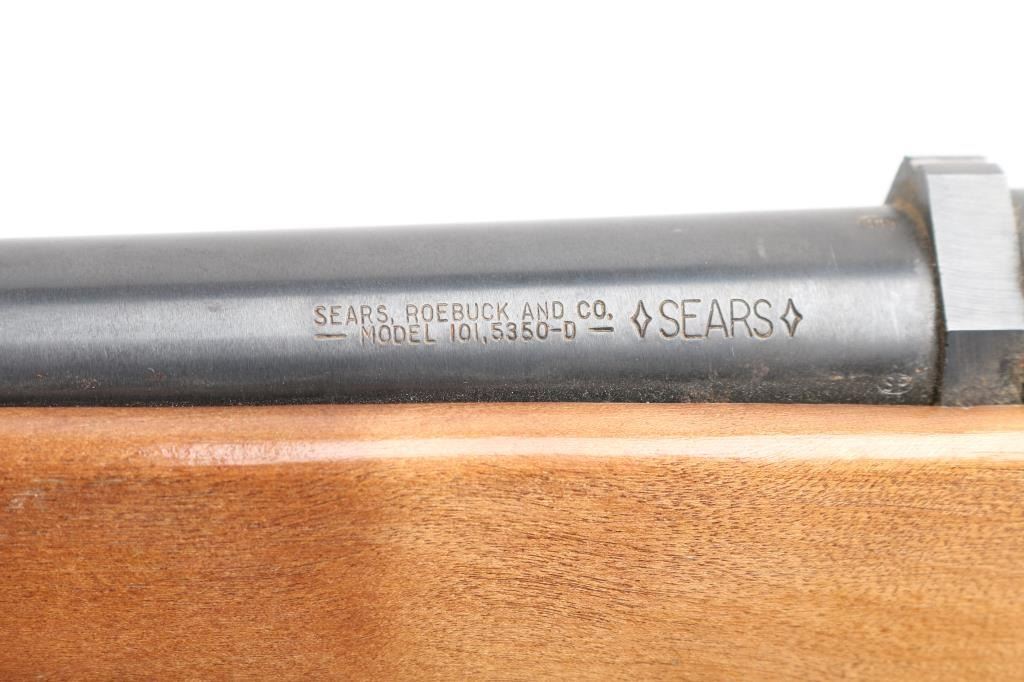 SEARS, ROEBUCK AND CO.
— MODEL 101,5350-D —
◊SEARS◊